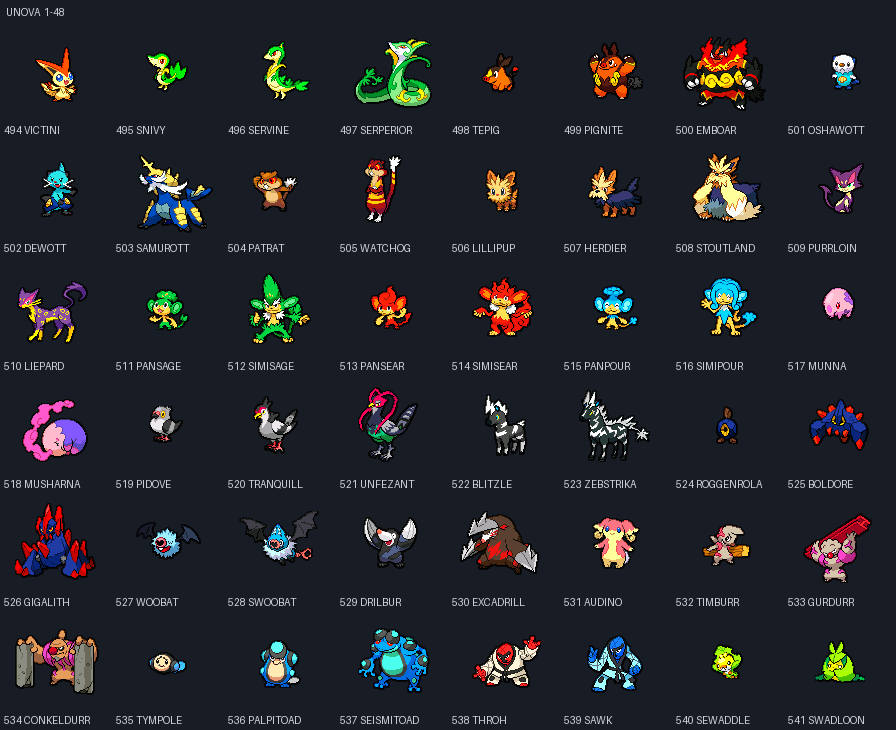 UNOVA 1-48
494 VICTINI 495 SNIVY 496 SERVINE 497 SERPERIOR 498 TEPIG 499 PIGNITE 500 EMBOAR 501 OSHAWOTT
502 DEWOTT 503 SAMUROTT 504 PATRAT 505 WATCHOG 506 LILLIPUP 507 HERDIER 508 STOUTLAND 509 PURRLOIN
510 LIEPARD 511 PANSAGE 512 SIMISAGE 513 PANSEAR 514 SIMISEAR 515 PANPOUR 516 SIMIPOUR 517 MUNNA
518 MUSHARNA 519 PIDOVE 520 TRANQUILL 521 UNFEZANT 522 BLITZLE 523 ZEBSTRIKA 524 ROGGENROLA 525 BOLDORE
526 GIGALITH 527 WOOBAT 528 SWOOBAT 529 DRILBUR 530 EXCADRILL 531 AUDINO 532 TIMBURR 533 GURDURR
534 CONKELDURR 535 TYMPOLE 536 PALPITOAD 537 SEISMITOAD 538 THROH 539 SAWK 540 SEWADDLE 541 SWADLOON